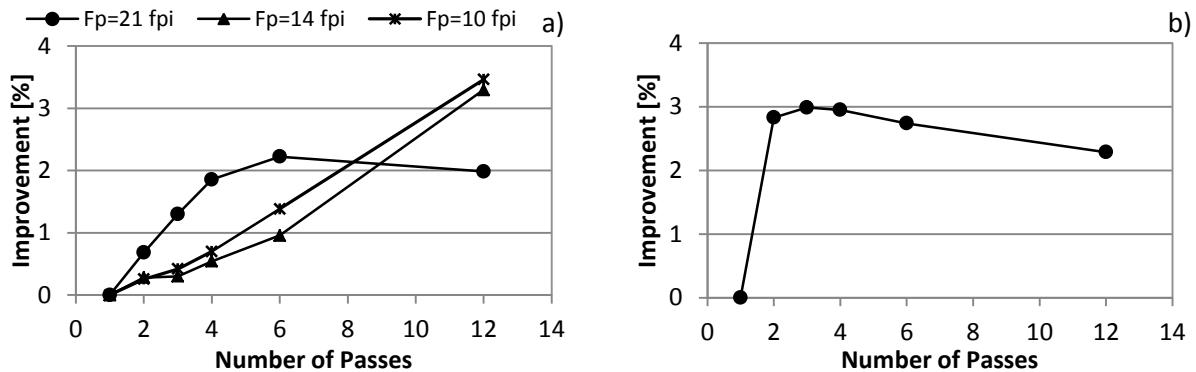 Fp=21 fpi Fp=14 fpi Fp=10 fpi
a)
4
3
2
1
0
Improvement [%]
0 2 4 6 8 10 12 14
Number of Passes
b)
4
3
2
1
0
Improvement [%]
0 2 4 6 8 10 12 14
Number of Passes